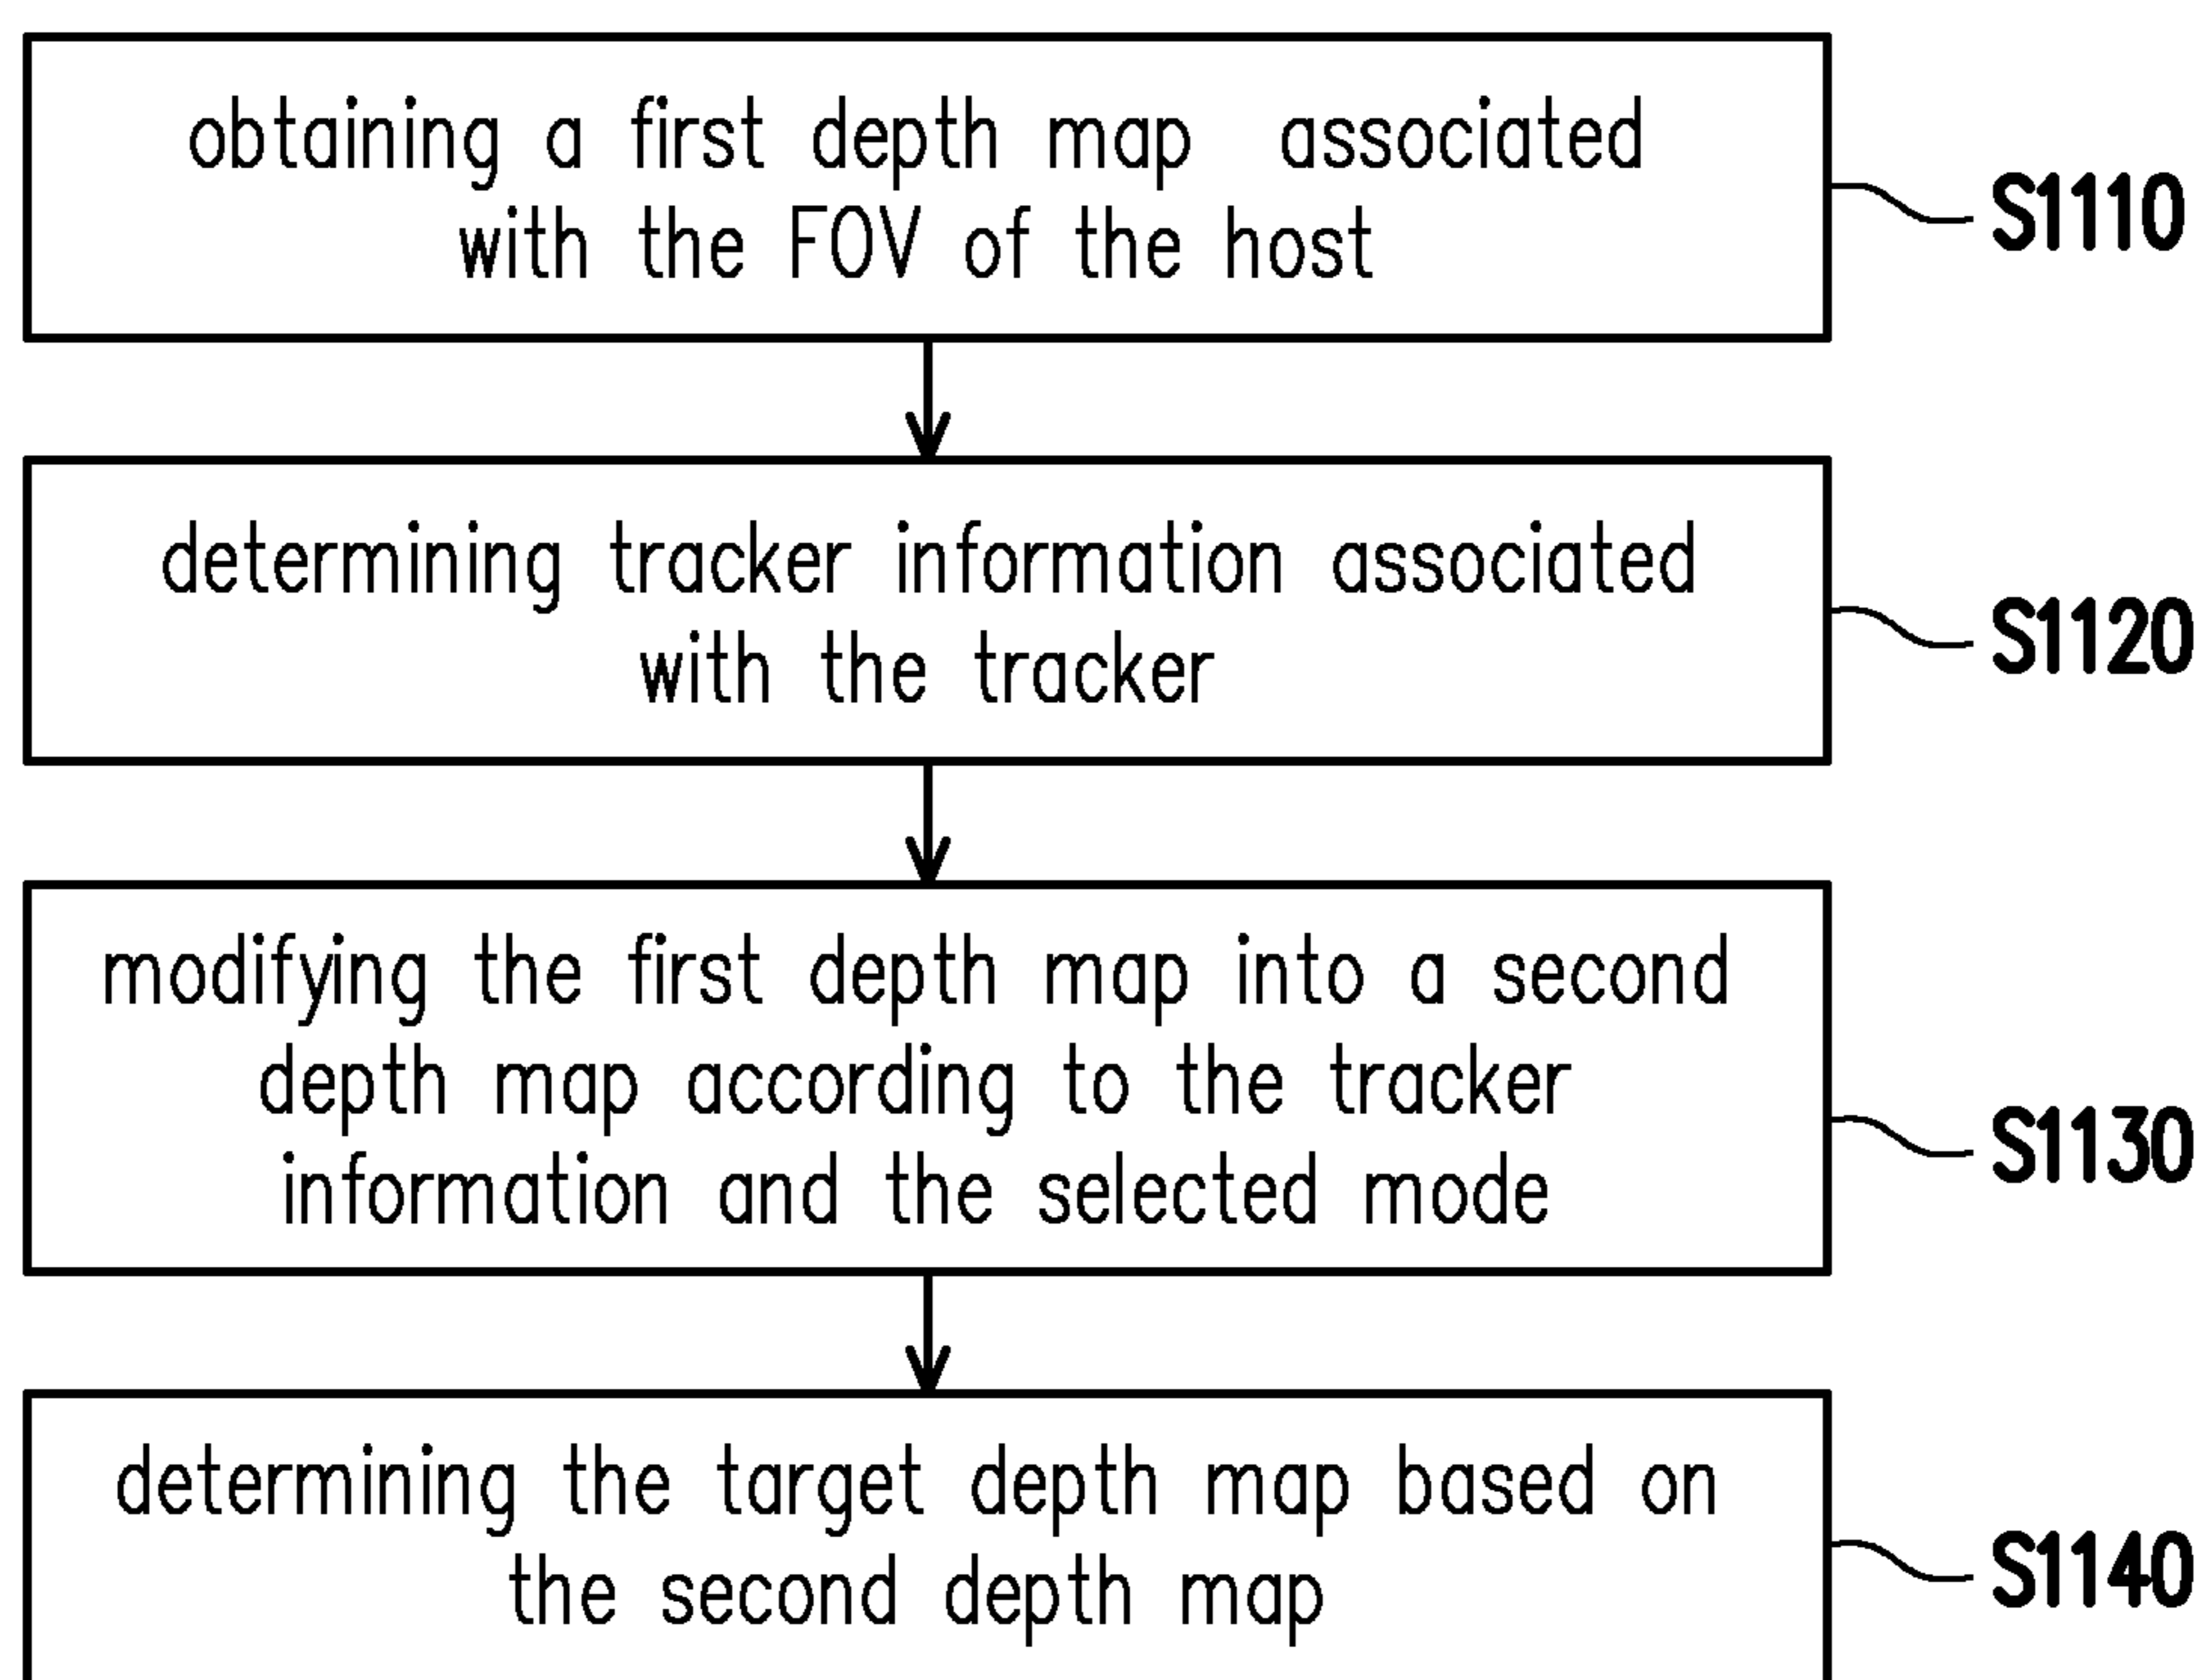 obtaining a first depth map associated
with the FOV of the host
S1110
determining tracker information associated
with the tracker
S1120
modifying the first depth map into a second
depth map according to the tracker
information and the selected mode
S1130
determining the target depth map based on
the second depth map
S1140